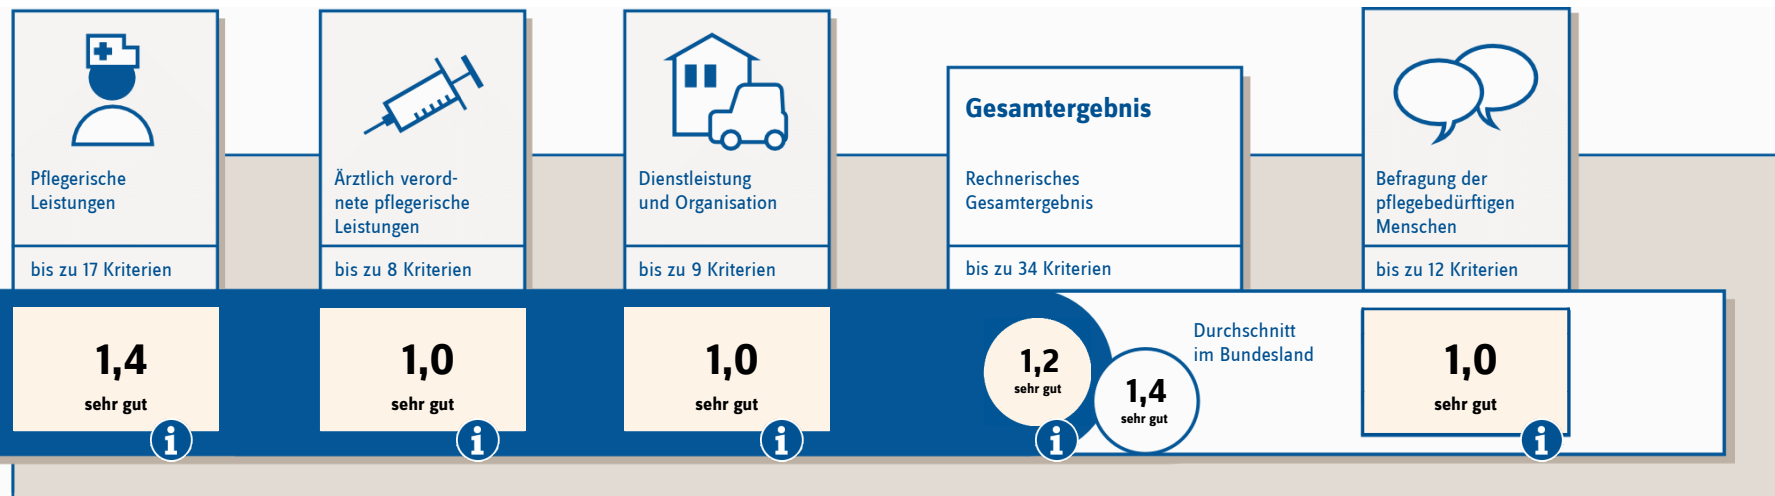 Pflegerische
Leistungen
bis zu 17 Kriterien
1,4
sehr gut
i
Ärztlich verord-
nete pflegerische
Leistungen
bis zu 8 Kriterien
1,0
sehr gut
i
Dienstleistung
und Organisation
bis zu 9 Kriterien
1,0
sehr gut
i
Gesamtergebnis
Rechnerisches
Gesamtergebnis
bis zu 34 Kriterien
1,2
sehr gut
i
1,4
sehr gut
Durchschnitt
im Bundesland
Befragung der
pflegebedürftigen
Menschen
bis zu 12 Kriterien
1,0
sehr gut
i